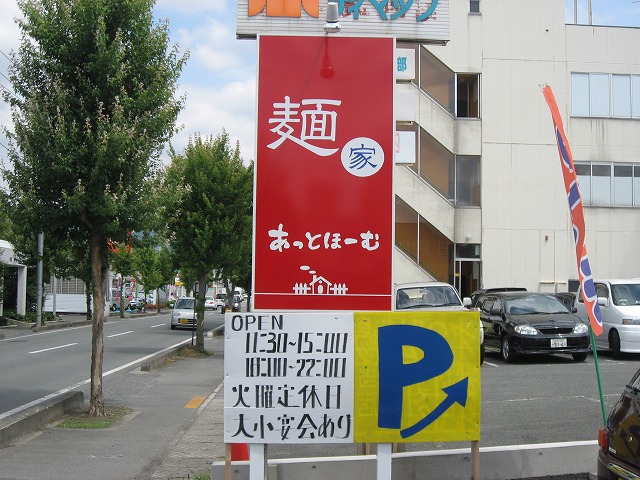 部
麺
家
あっとほーむ
OPEN
11:30~15:00
18:00~22:00
火曜定休日
大小宴会あり
P